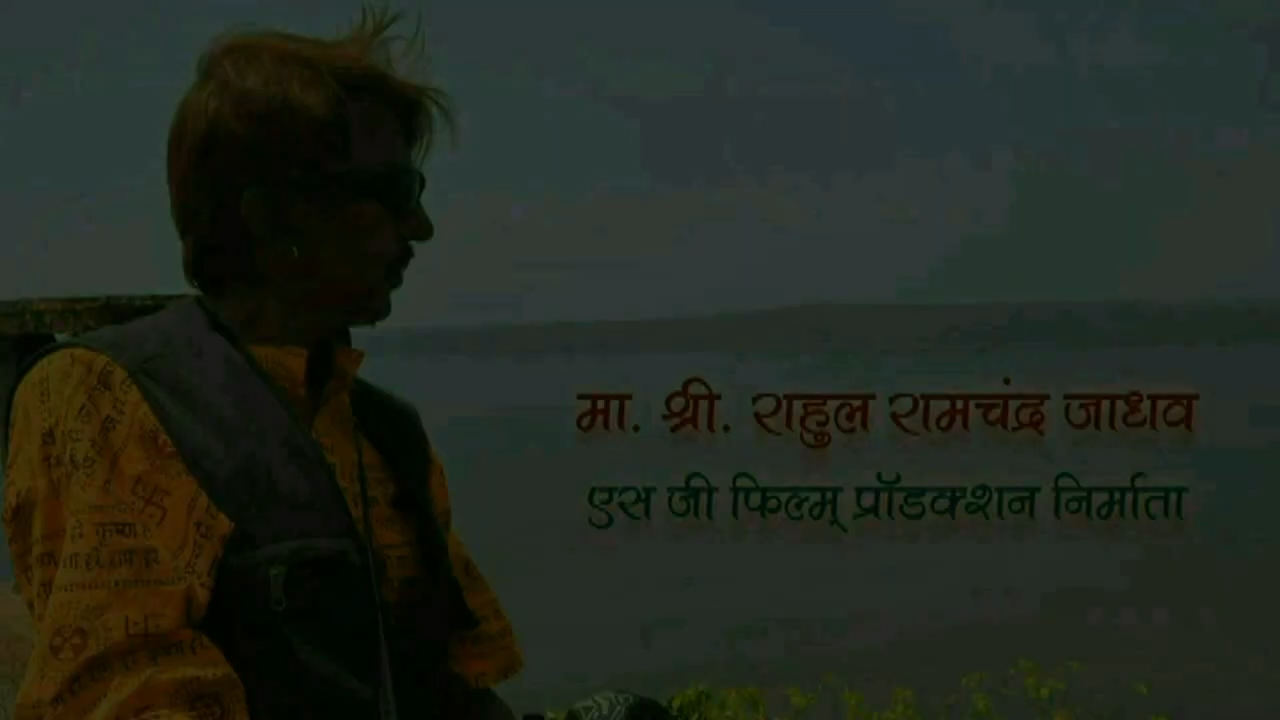 मा. श्री. राहुल रामचंद्र जाधव
एस जी फिल्म् प्रॉडक्शन निर्माता